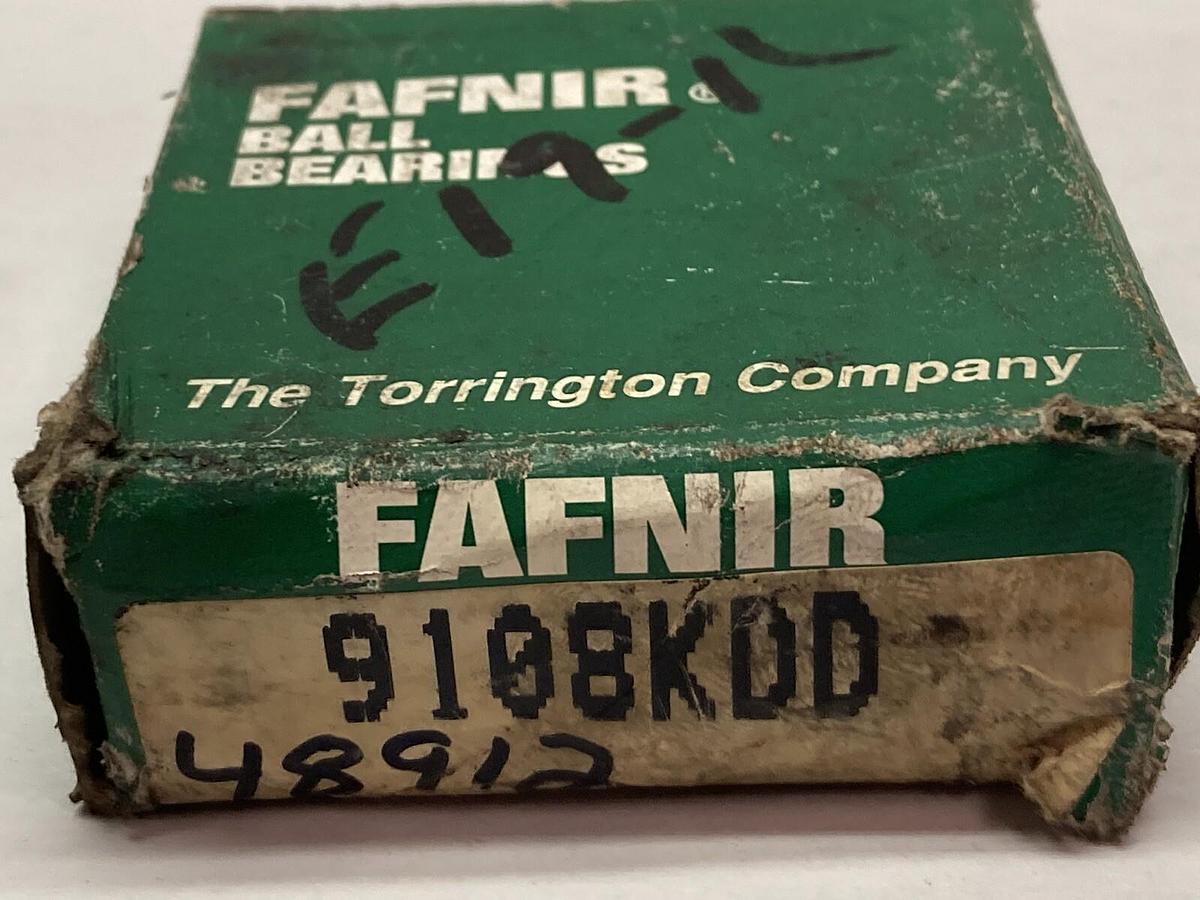 FAFNIR®
BALL
BEARINGS
The Torrington Company
FAFNIR
9108KDD
48912